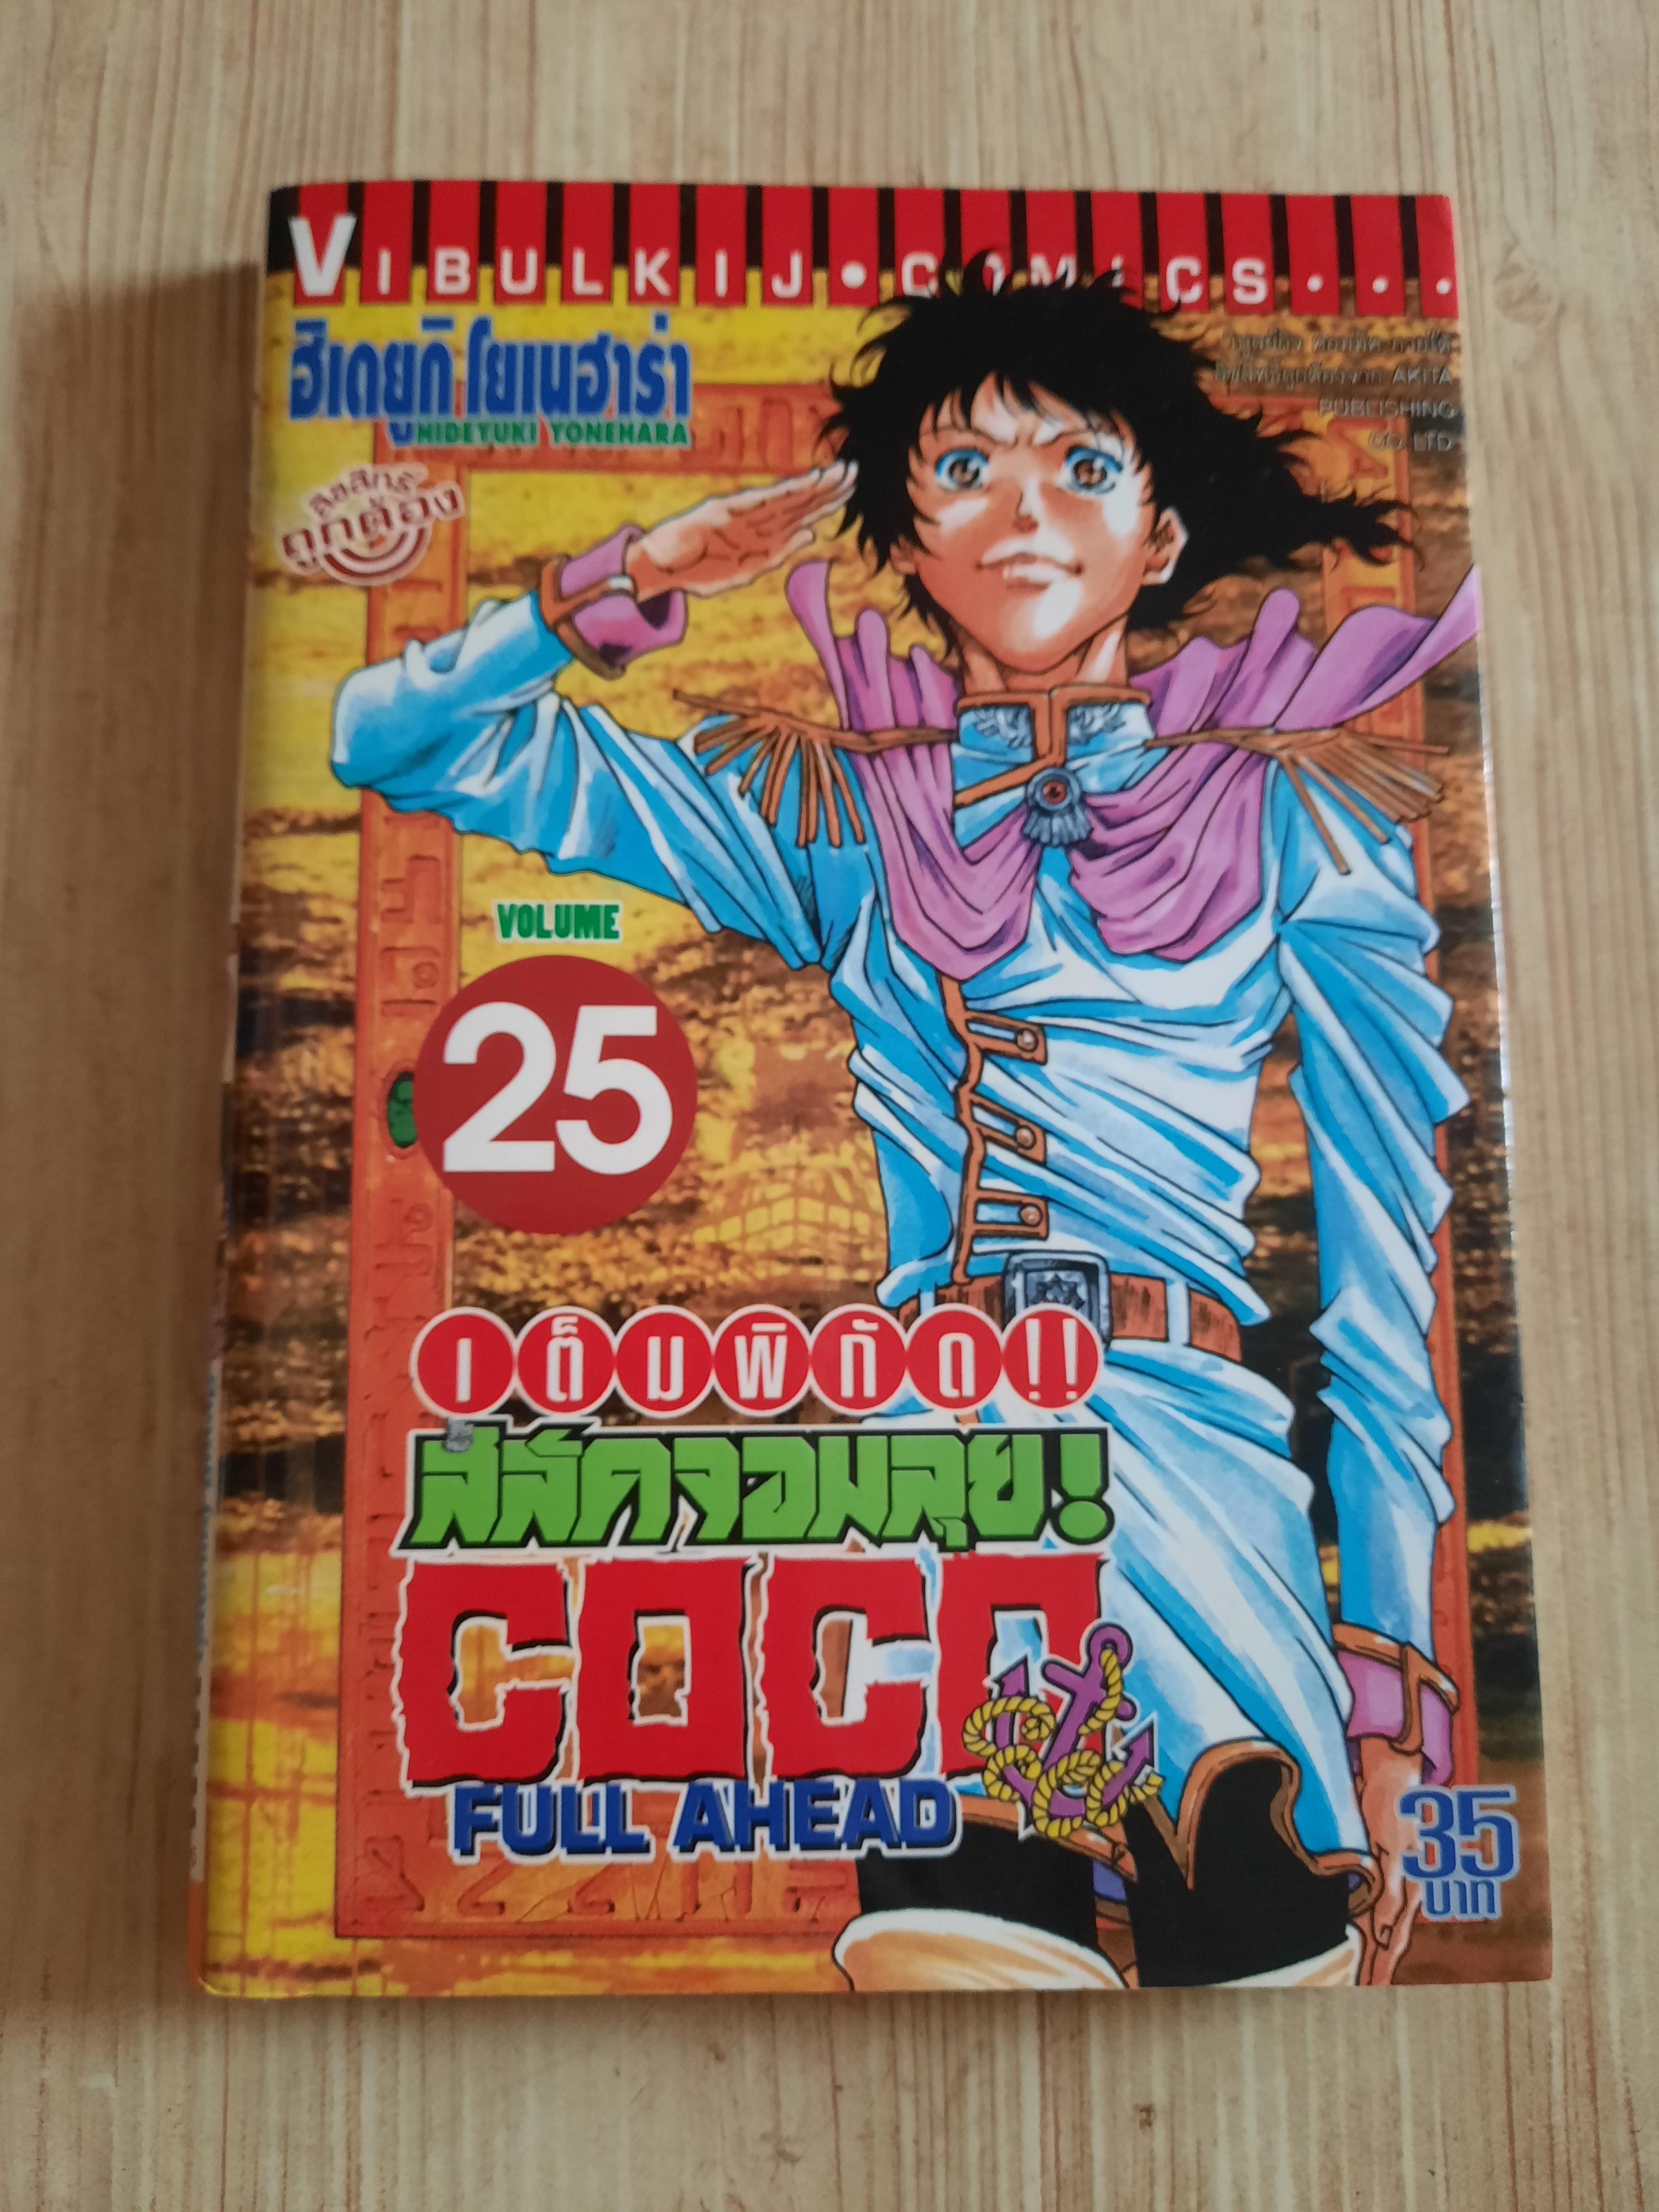 VIBULKIJ•COMICS...
ฮิเดยูกิ โยเนฮาร่า
HIDEYUKI YONEHARA
ลิขสิทธิ์
ถูกต้อง
AKITA
PUBLISHING
CO.LTD
VOLUME
25
เต็มพิกัด!!
สลัดจอมลุย!
COCO
FULL AHEAD
35
บาท